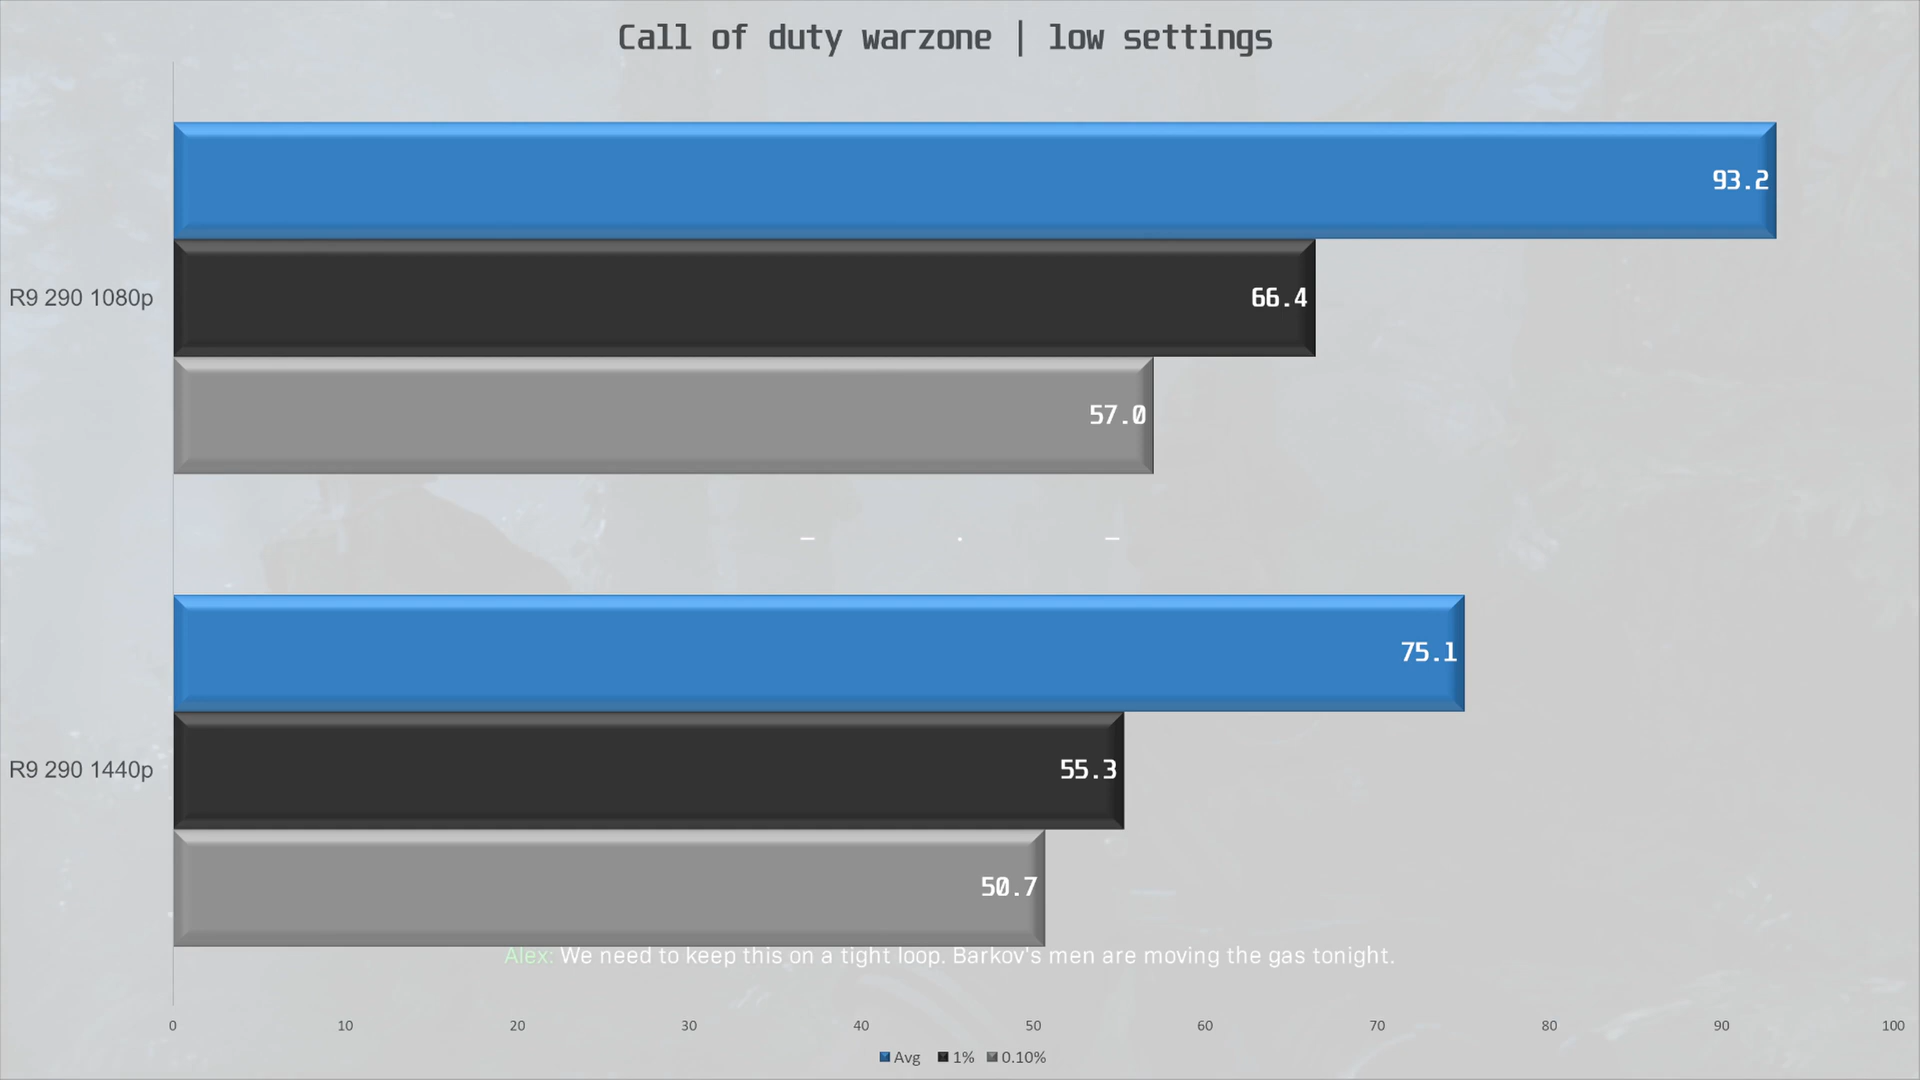 Call of duty warzone | low settings
93.2
R9 290 1080p
66.4
57.0
75.1
R9 290 1440p
55.3
50.7
Alex: We need to keep this on a tight loop. Barkov's men are moving the gas tonight.
0 10 20 30 40 50 60 70 80 90 100
Avg 1% 0.10%